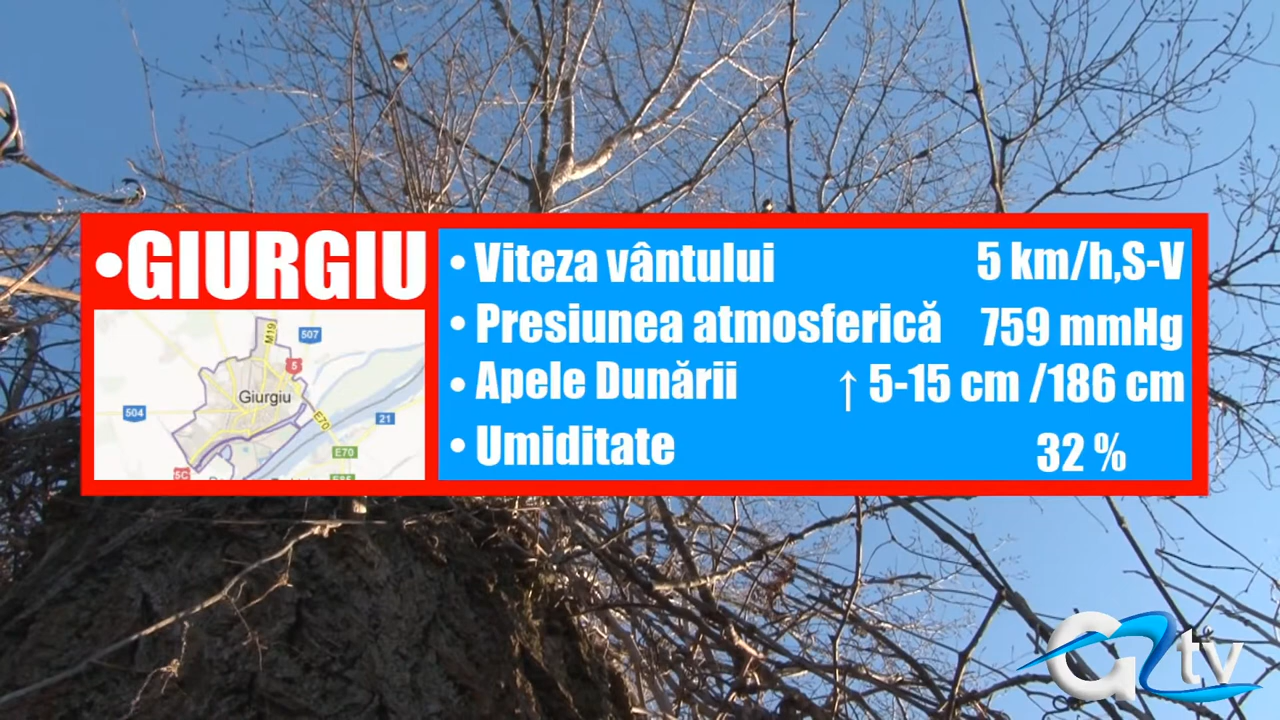 •GIURGIU
• Viteza vântului 5 km/h,S-V
• Presiunea atmosferică 759 mmHg
• Apele Dunării ↑ 5-15 cm /186 cm
• Umiditate 32 %
M19
507
5
Giurgiu
504
E70
21
E70
5C
GZtv